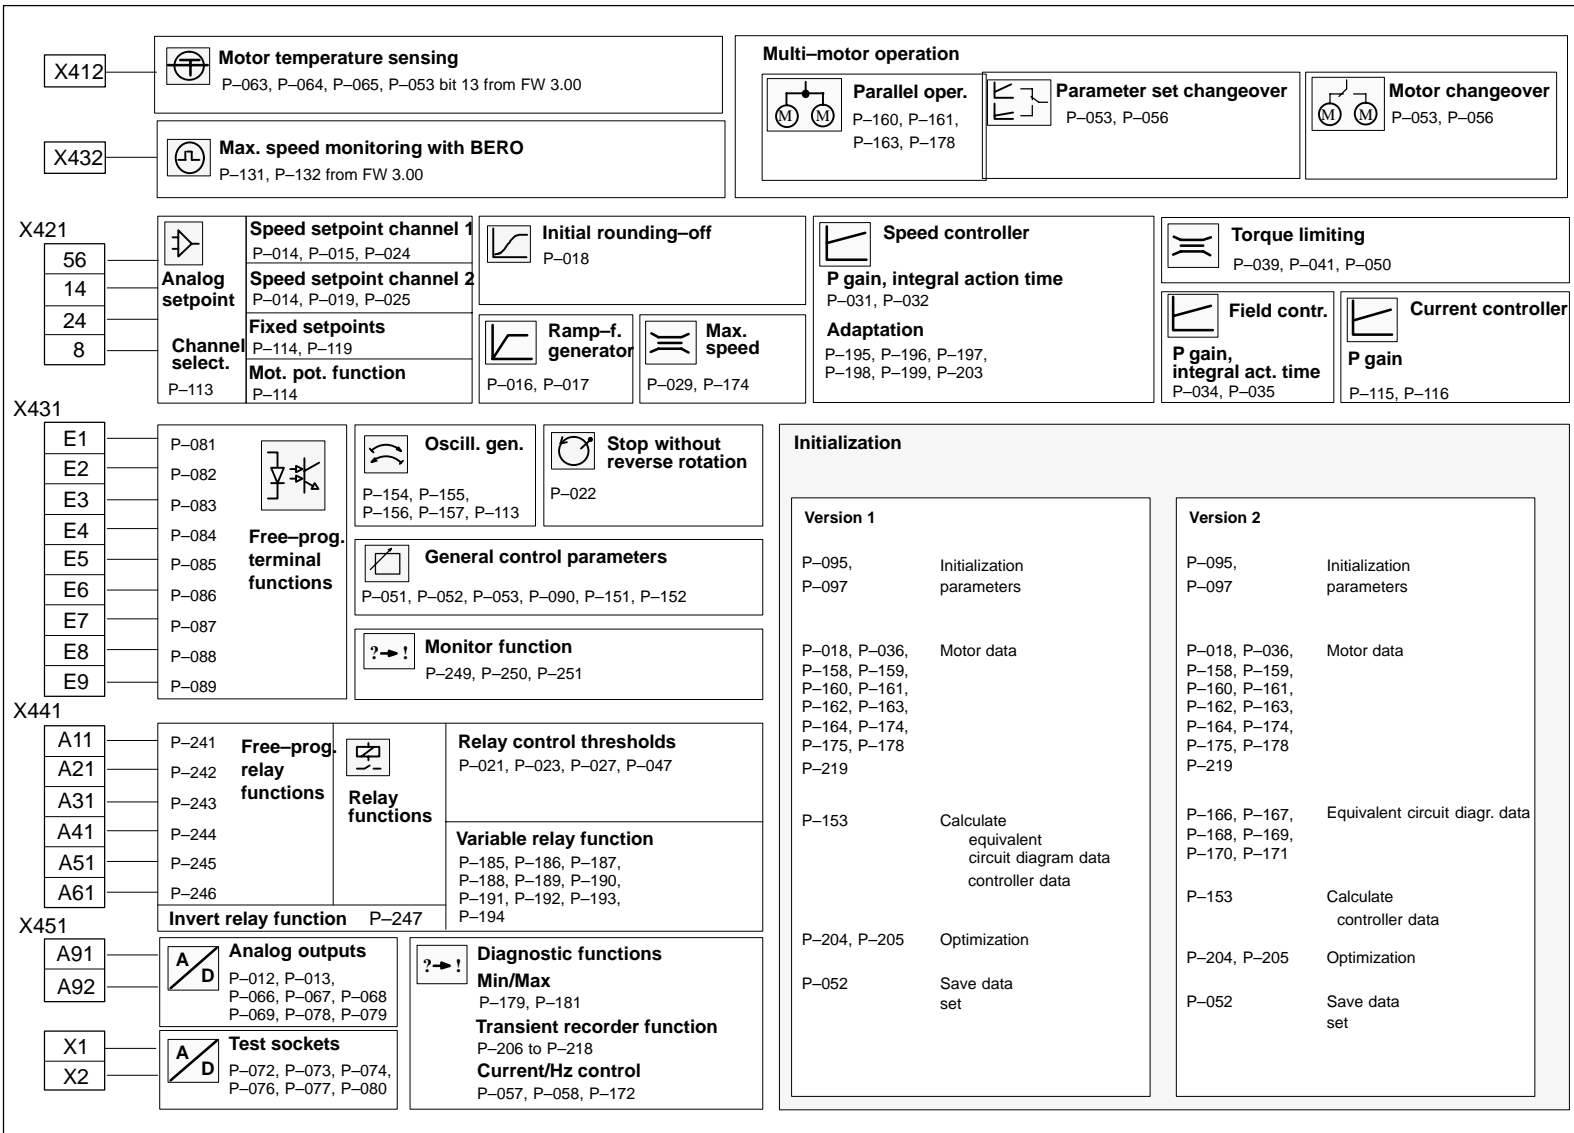 X412
Motor temperature sensing
P–063, P–064, P–065, P–053 bit 13 from FW 3.00
X432
Max. speed monitoring with BERO
P–131, P–132 from FW 3.00
Multi–motor operation
M M
Parallel oper.
P–160, P–161,
P–163, P–178
Parameter set changeover
P–053, P–056
M M
Motor changeover
P–053, P–056
X421
56
14
24
8
Analog
setpoint
Channel
select.
P–113
Speed setpoint channel 1
P–014, P–015, P–024
Speed setpoint channel 2
P–014, P–019, P–025
Fixed setpoints
P–114, P–119
Mot. pot. function
P–114
Initial rounding–off
P–018
Ramp–f.
generator
P–016, P–017
Max.
speed
P–029, P–174
Speed controller
P gain, integral action time
P–031, P–032
Adaptation
P–195, P–196, P–197,
P–198, P–199, P–203
Torque limiting
P–039, P–041, P–050
Field contr.
P gain,
integral act. time
P–034, P–035
Current controller
P gain
P–115, P–116
X431
E1
E2
E3
E4
E5
E6
E7
E8
E9
P–081
P–082
P–083
P–084
P–085
P–086
P–087
P–088
P–089
Free–prog.
terminal
functions
Oscill. gen.
P–154, P–155,
P–156, P–157, P–113
Stop without
reverse rotation
P–022
General control parameters
P–051, P–052, P–053, P–090, P–151, P–152
? !
Monitor function
P–249, P–250, P–251
X441
A11
A21
A31
A41
A51
A61
P–241
P–242
P–243
P–244
P–245
P–246
Free–prog.
relay
functions
Relay
functions
Relay control thresholds
P–021, P–023, P–027, P–047
Variable relay function
P–185, P–186, P–187,
P–188, P–189, P–190,
P–191, P–192, P–193,
P–194
Invert relay function P–247
X451
A91
A92
A D
Analog outputs
P–012, P–013,
P–066, P–067, P–068
P–069, P–078, P–079
X1
X2
A D
Test sockets
P–072, P–073, P–074,
P–076, P–077, P–080
? !
Diagnostic functions
Min/Max
P–179, P–181
Transient recorder function
P–206 to P–218
Current/Hz control
P–057, P–058, P–172
Initialization
Version 1
P–095, Initialization
P–097 parameters
P–018, P–036, Motor data
P–158, P–159,
P–160, P–161,
P–162, P–163,
P–164, P–174,
P–175, P–178
P–219
P–153 Calculate
equivalent
circuit diagram data
controller data
P–204, P–205 Optimization
P–052 Save data
set
Version 2
P–095, Initialization
P–097 parameters
P–018, P–036, Motor data
P–158, P–159,
P–160, P–161,
P–162, P–163,
P–164, P–174,
P–175, P–178
P–219
P–166, P–167, Equivalent circuit diagr. data
P–168, P–169,
P–170, P–171
P–153 Calculate
controller data
P–204, P–205 Optimization
P–052 Save data
set